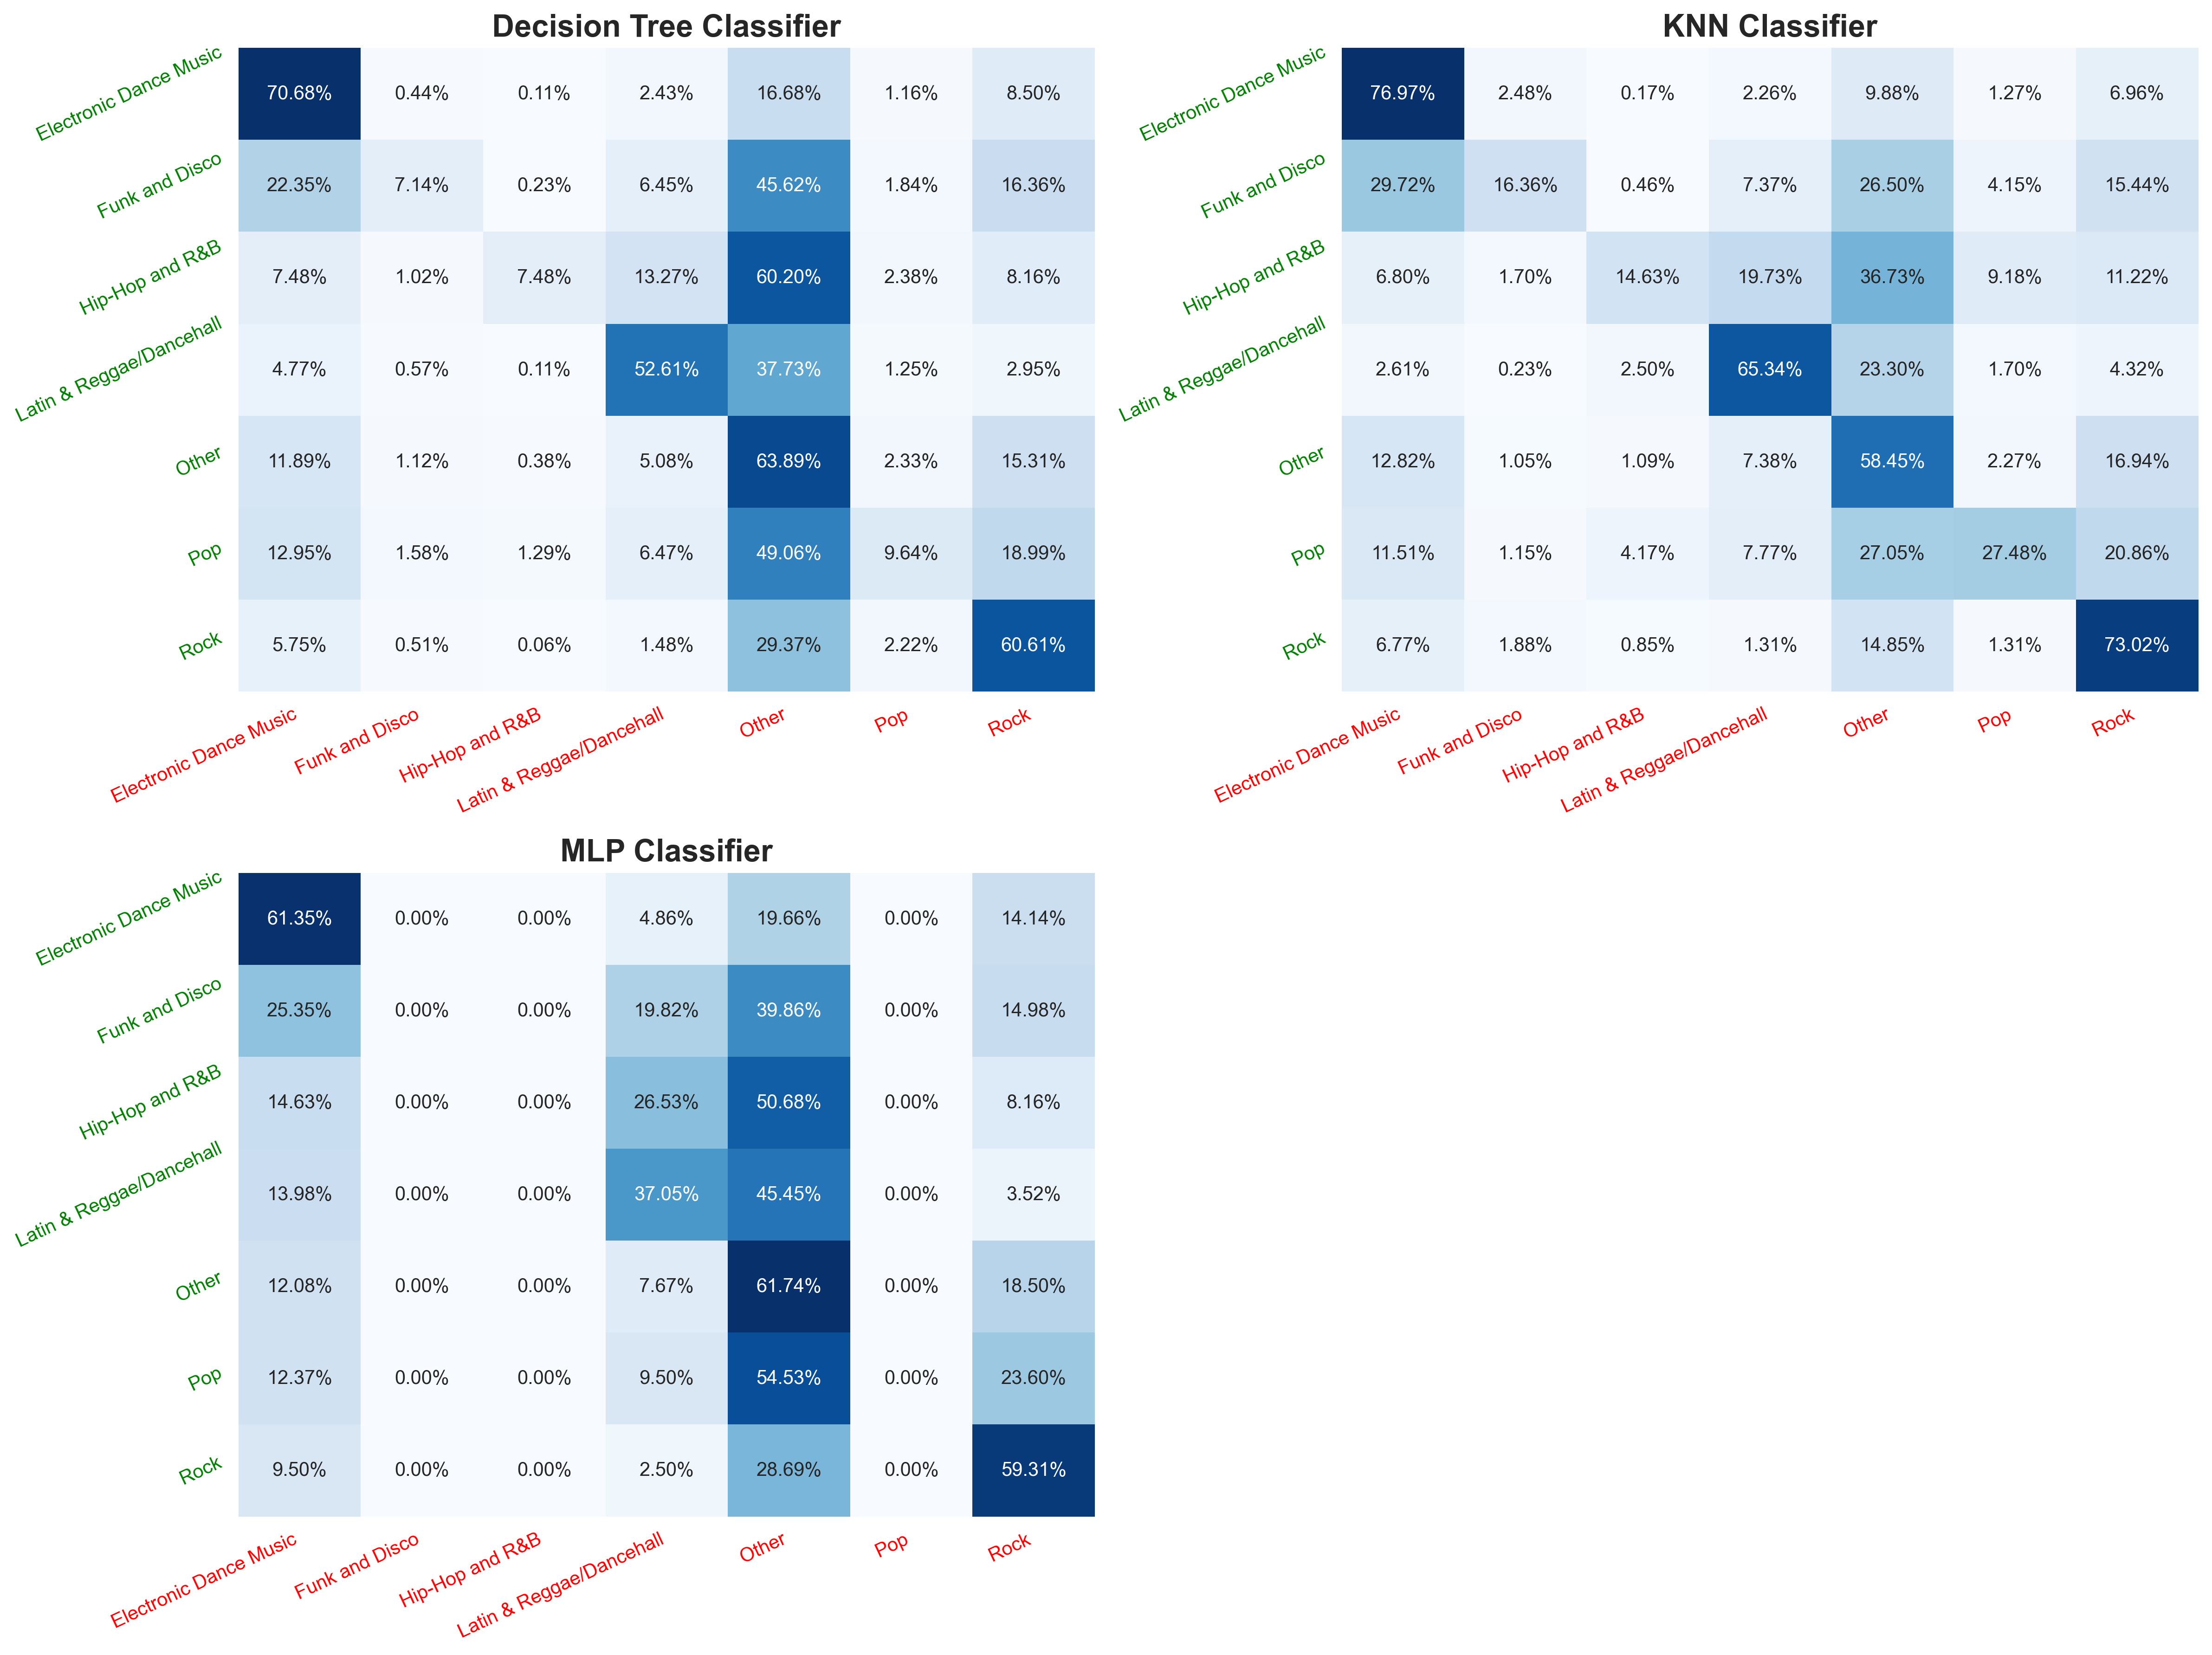 Decision Tree Classifier
Electronic Dance Music 70.68% 0.44% 0.11% 2.43% 16.68% 1.16% 8.50%
Funk and Disco 22.35% 7.14% 0.23% 6.45% 45.62% 1.84% 16.36%
Hip-Hop and R&B 7.48% 1.02% 7.48% 13.27% 60.20% 2.38% 8.16%
Latin & Reggae/Dancehall 4.77% 0.57% 0.11% 52.61% 37.73% 1.25% 2.95%
Other 11.89% 1.12% 0.38% 5.08% 63.89% 2.33% 15.31%
Pop 12.95% 1.58% 1.29% 6.47% 49.06% 9.64% 18.99%
Rock 5.75% 0.51% 0.06% 1.48% 29.37% 2.22% 60.61%
Electronic Dance Music Funk and Disco Hip-Hop and R&B Latin & Reggae/Dancehall Other Pop Rock
KNN Classifier
Electronic Dance Music 76.97% 2.48% 0.17% 2.26% 9.88% 1.27% 6.96%
Funk and Disco 29.72% 16.36% 0.46% 7.37% 26.50% 4.15% 15.44%
Hip-Hop and R&B 6.80% 1.70% 14.63% 19.73% 36.73% 9.18% 11.22%
Latin & Reggae/Dancehall 2.61% 0.23% 2.50% 65.34% 23.30% 1.70% 4.32%
Other 12.82% 1.05% 1.09% 7.38% 58.45% 2.27% 16.94%
Pop 11.51% 1.15% 4.17% 7.77% 27.05% 27.48% 20.86%
Rock 6.77% 1.88% 0.85% 1.31% 14.85% 1.31% 73.02%
Electronic Dance Music Funk and Disco Hip-Hop and R&B Latin & Reggae/Dancehall Other Pop Rock
MLP Classifier
Electronic Dance Music 61.35% 0.00% 0.00% 4.86% 19.66% 0.00% 14.14%
Funk and Disco 25.35% 0.00% 0.00% 19.82% 39.86% 0.00% 14.98%
Hip-Hop and R&B 14.63% 0.00% 0.00% 26.53% 50.68% 0.00% 8.16%
Latin & Reggae/Dancehall 13.98% 0.00% 0.00% 37.05% 45.45% 0.00% 3.52%
Other 12.08% 0.00% 0.00% 7.67% 61.74% 0.00% 18.50%
Pop 12.37% 0.00% 0.00% 9.50% 54.53% 0.00% 23.60%
Rock 9.50% 0.00% 0.00% 2.50% 28.69% 0.00% 59.31%
Electronic Dance Music Funk and Disco Hip-Hop and R&B Latin & Reggae/Dancehall Other Pop Rock